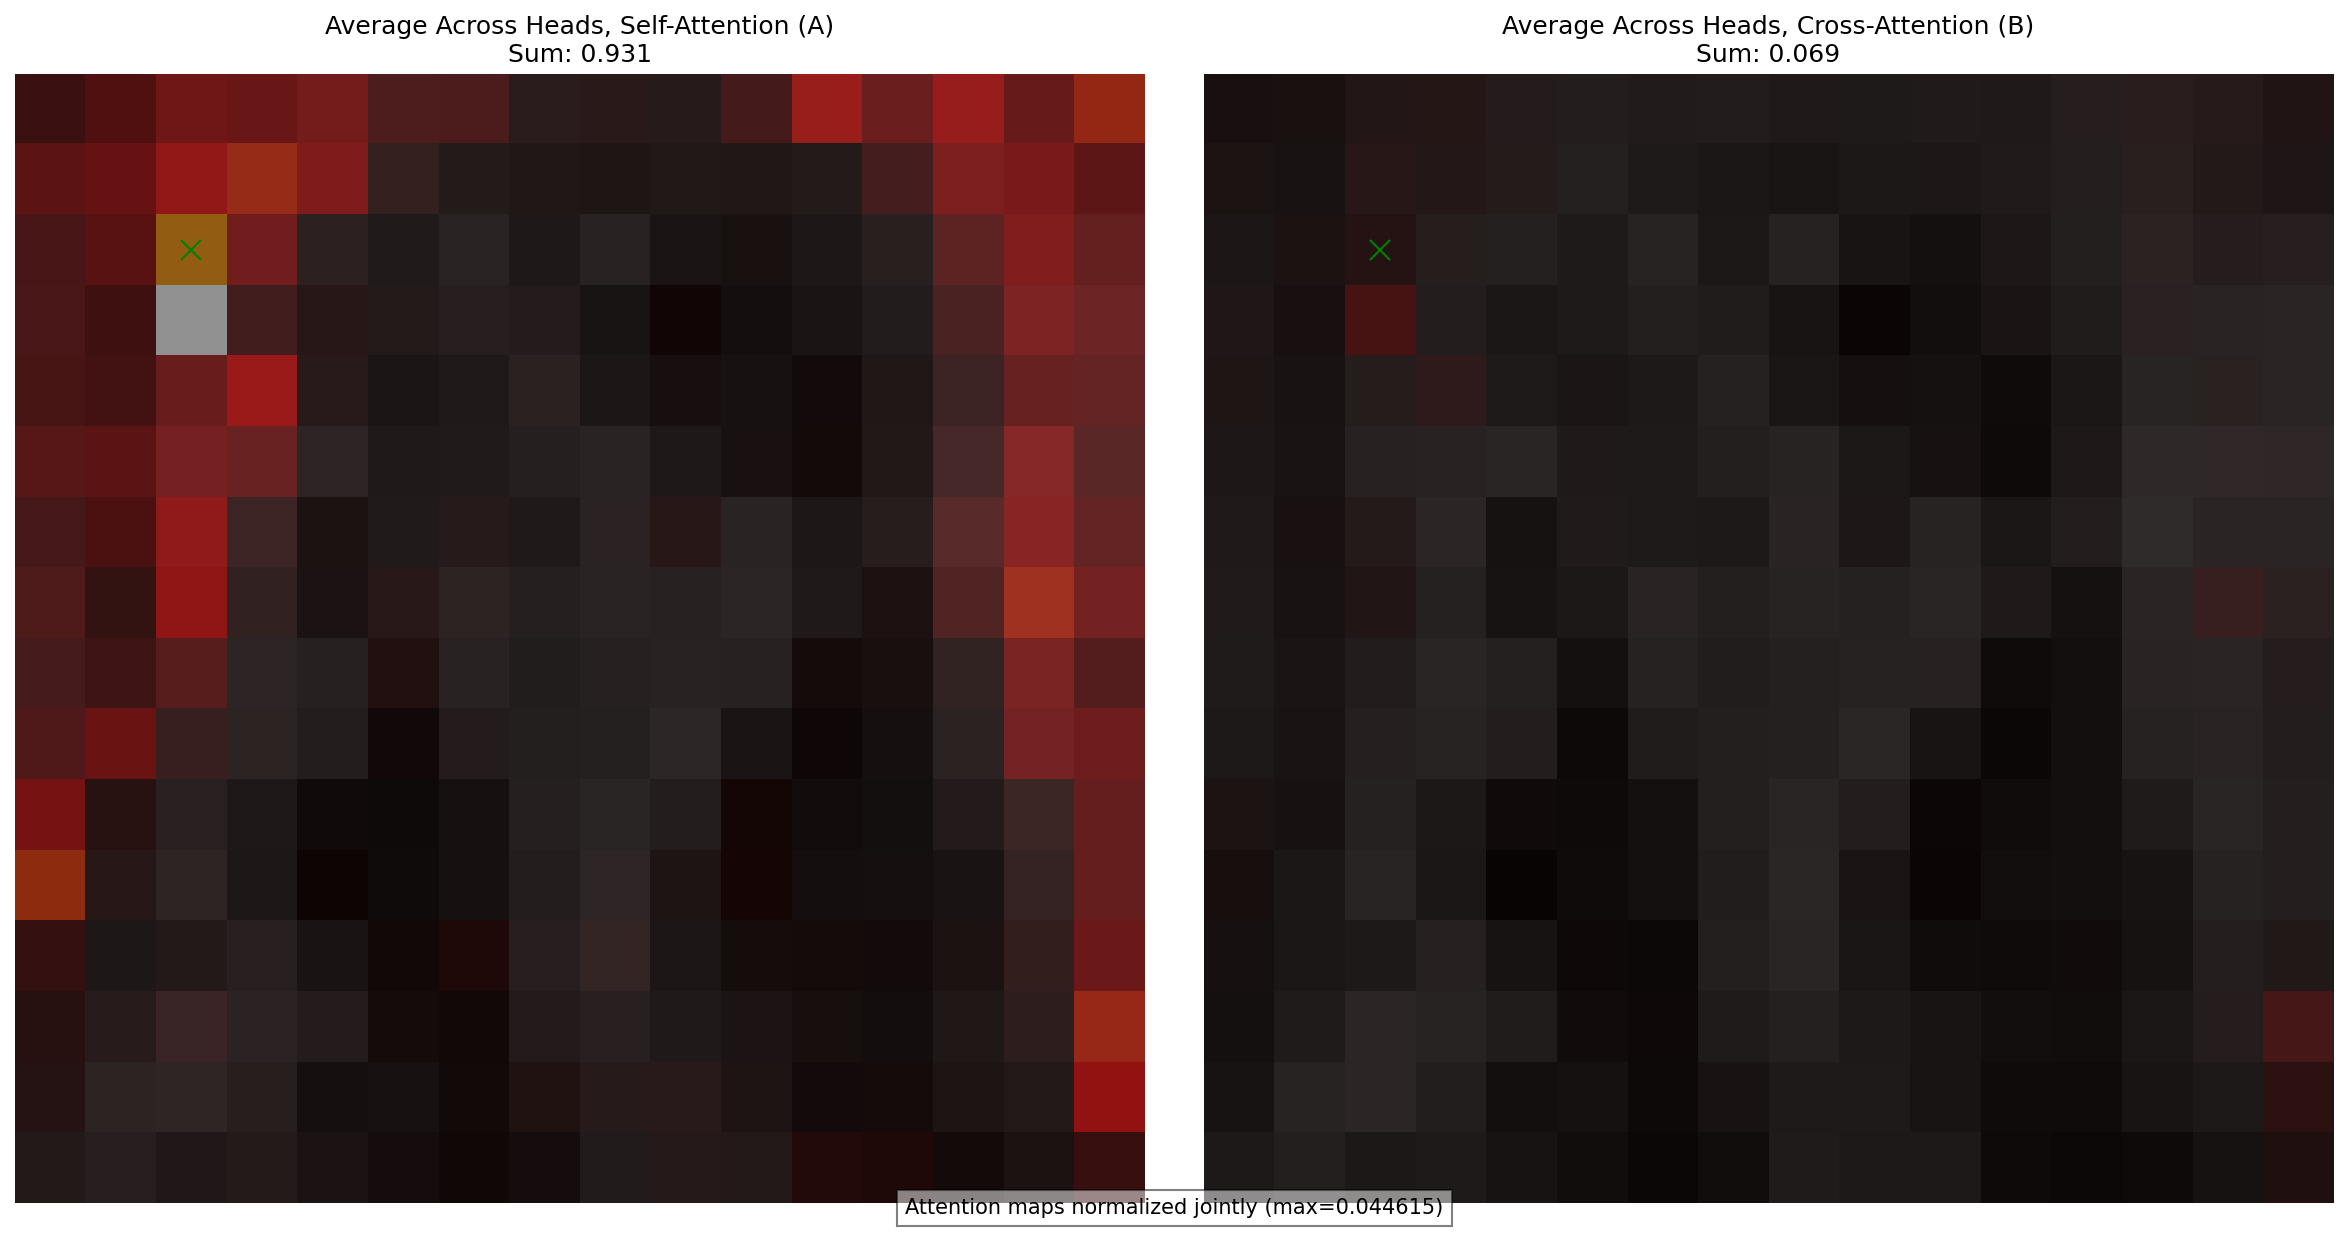 Average Across Heads, Self-Attention (A)
Sum: 0.931
Average Across Heads, Cross-Attention (B)
Sum: 0.069
Attention maps normalized jointly (max=0.044615)